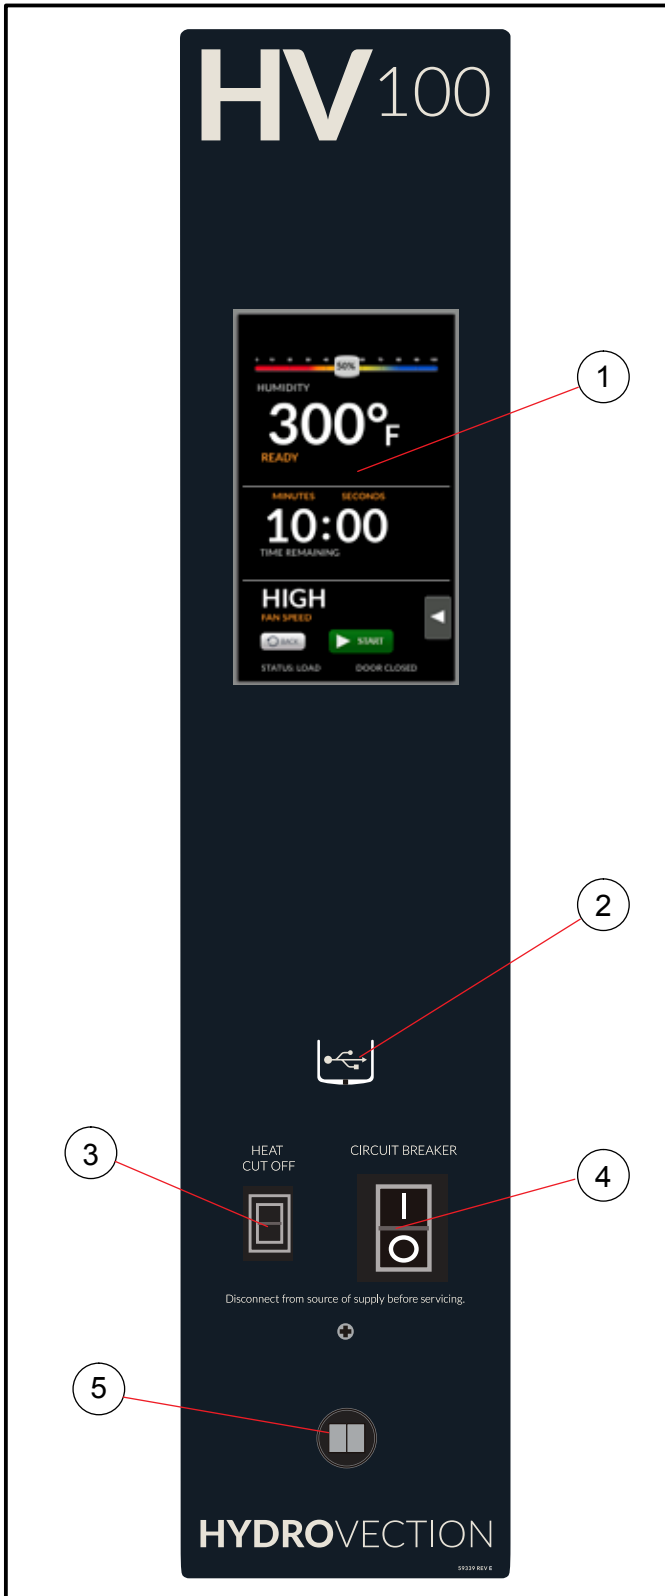 HV100
50%
HUMIDITY
300°F
READY
1
MINUTES SECONDS
10:00
TIME REMAINING
HIGH
FAN SPEED
BACK START
STATUS: LOAD DOOR CLOSED
2
3
HEAT
CUT OFF
CIRCUIT BREAKER
4
Disconnect from source of supply before servicing.
5
HYDROVECTION
59339 REV E